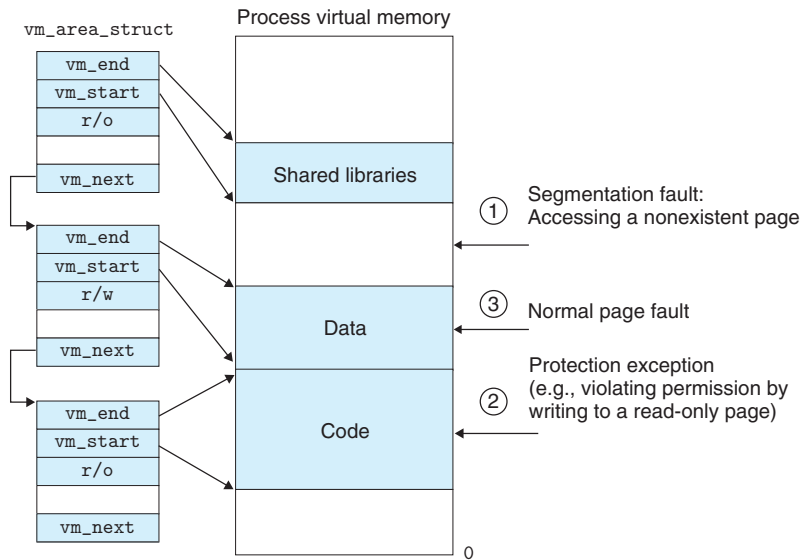 Process virtual memory
vm_area_struct
vm_end
vm_start
r/o
vm_next
vm_end
vm_start
r/w
vm_next
vm_end
vm_start
r/o
vm_next
Shared libraries
Data
Code
0
1
Segmentation fault:
Accessing a nonexistent page
3
Normal page fault
2
Protection exception
(e.g., violating permission by
writing to a read-only page)